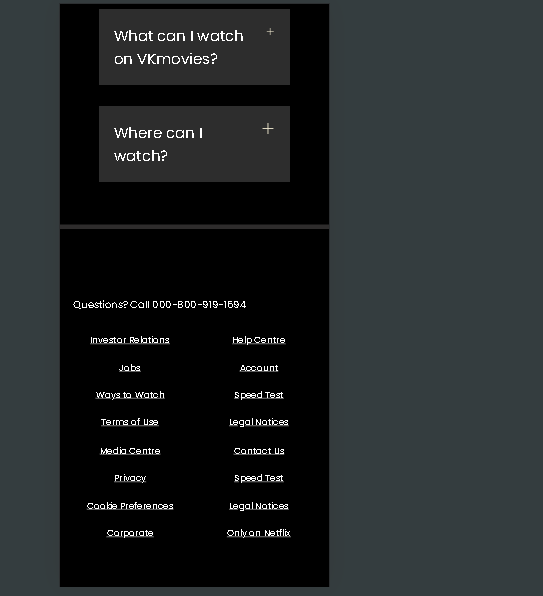 What can I watch
on VKmovies?
Where can I
watch?
Questions? Call 000-800-919-1694
Investor Relations
Help Centre
Jobs
Account
Ways to Watch
Speed Test
Terms of Use
Legal Notices
Media Centre
Contact Us
Privacy
Speed Test
Cookie Preferences
Legal Notices
Corporate
Only on Netflix